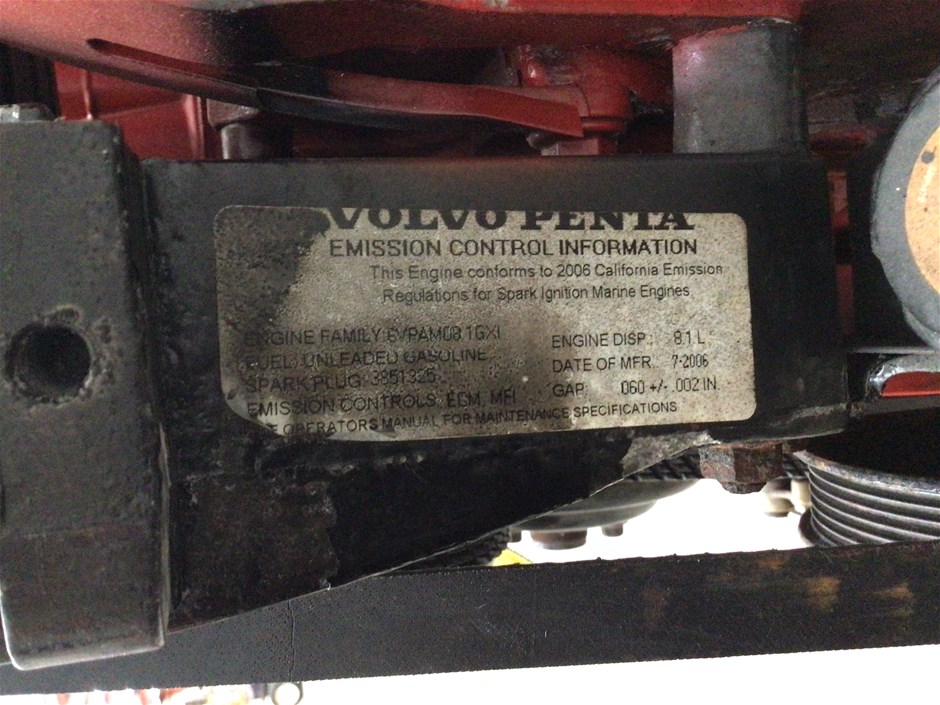 VOLVO PENTA
EMISSION CONTROL INFORMATION
This Engine conforms to 2006 California Emission
Regulations for Spark Ignition Marine Engines
ENGINE FAMILY: 6VPAM08.1GXI
ENGINE DISP.: 8.1 L
FUEL: UNLEADED GASOLINE
DATE OF MFR. 7-2006
SPARK PLUG: 3851325
GAP: .060 +/- .002 IN.
EMISSION CONTROLS: ECM, MFI
OPERATORS MANUAL FOR MAINTENANCE SPECIFICATIONS